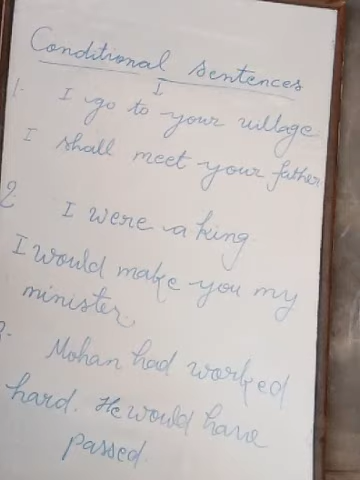 Conditional Sentences
I
1. I go to your village.
I shall meet your father
2. I were a king
I would make you my
minister.
3. Mohan had worked
hard. He would have
passed.